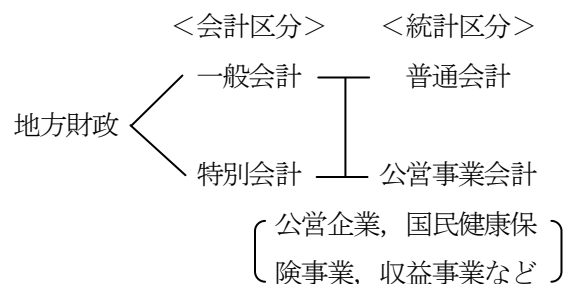 <会計区分> <統計区分>
一般会計 普通会計
地方財政
特別会計 公営事業会計
公営企業，国民健康保
険事業，収益事業など